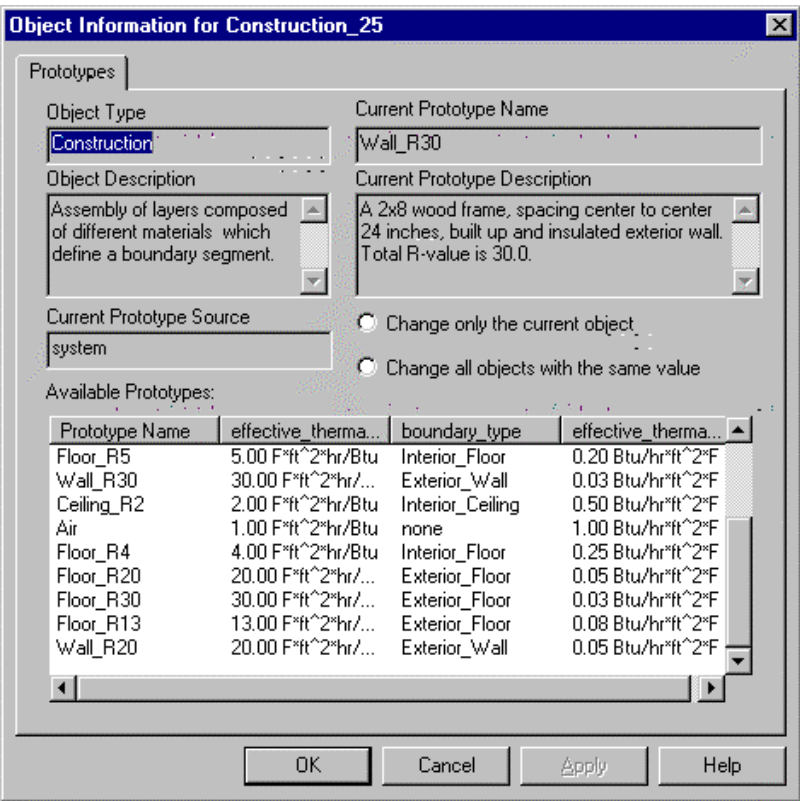 Object Information for Construction_25
Prototypes
Object Type
Current Prototype Name
Construction
Wall_R30
Object Description
Current Prototype Description
Assembly of layers composed
of different materials which
define a boundary segment.
A 2x8 wood frame, spacing center to center
24 inches, built up and insulated exterior wall.
Total R-value is 30.0.
Current Prototype Source
system
Change only the current object
Change all objects with the same value
Available Prototypes:
Prototype Name effective_therma... boundary_type effective_therma...
Floor_R5 5.00 F*ft^2*hr/Btu Interior_Floor 0.20 Btu/hr*ft^2*F
Wall_R30 30.00 F*ft^2*hr/... Exterior_Wall 0.03 Btu/hr*ft^2*F
Ceiling_R2 2.00 F*ft^2*hr/Btu Interior_Ceiling 0.50 Btu/hr*ft^2*F
Air 1.00 F*ft^2*hr/Btu none 1.00 Btu/hr*ft^2*F
Floor_R4 4.00 F*ft^2*hr/Btu Interior_Floor 0.25 Btu/hr*ft^2*F
Floor_R20 20.00 F*ft^2*hr/... Exterior_Floor 0.05 Btu/hr*ft^2*F
Floor_R30 30.00 F*ft^2*hr/... Exterior_Floor 0.03 Btu/hr*ft^2*F
Floor_R13 13.00 F*ft^2*hr/... Exterior_Floor 0.08 Btu/hr*ft^2*F
Wall_R20 20.00 F*ft^2*hr/... Exterior_Wall 0.05 Btu/hr*ft^2*F
OK Cancel Apply Help